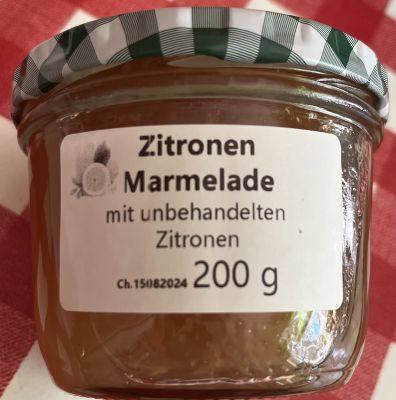 Zitronen
Marmelade
mit unbehandelten
Zitronen
Ch.15082024 200 g